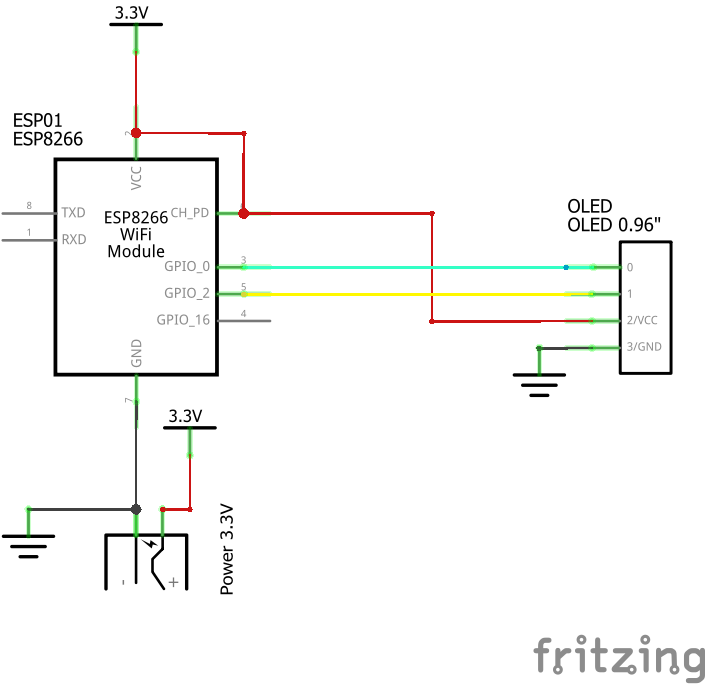 3.3V
ESP01
ESP8266
2
VCC
8
TXD
1
RXD
ESP8266
WiFi
Module
CH_PD
3
GPIO_0
5
GPIO_2
4
GPIO_16
GND
7
OLED
OLED 0.96"
0
1
2/VCC
3/GND
3.3V
Power 3.3V
- +
fritzing